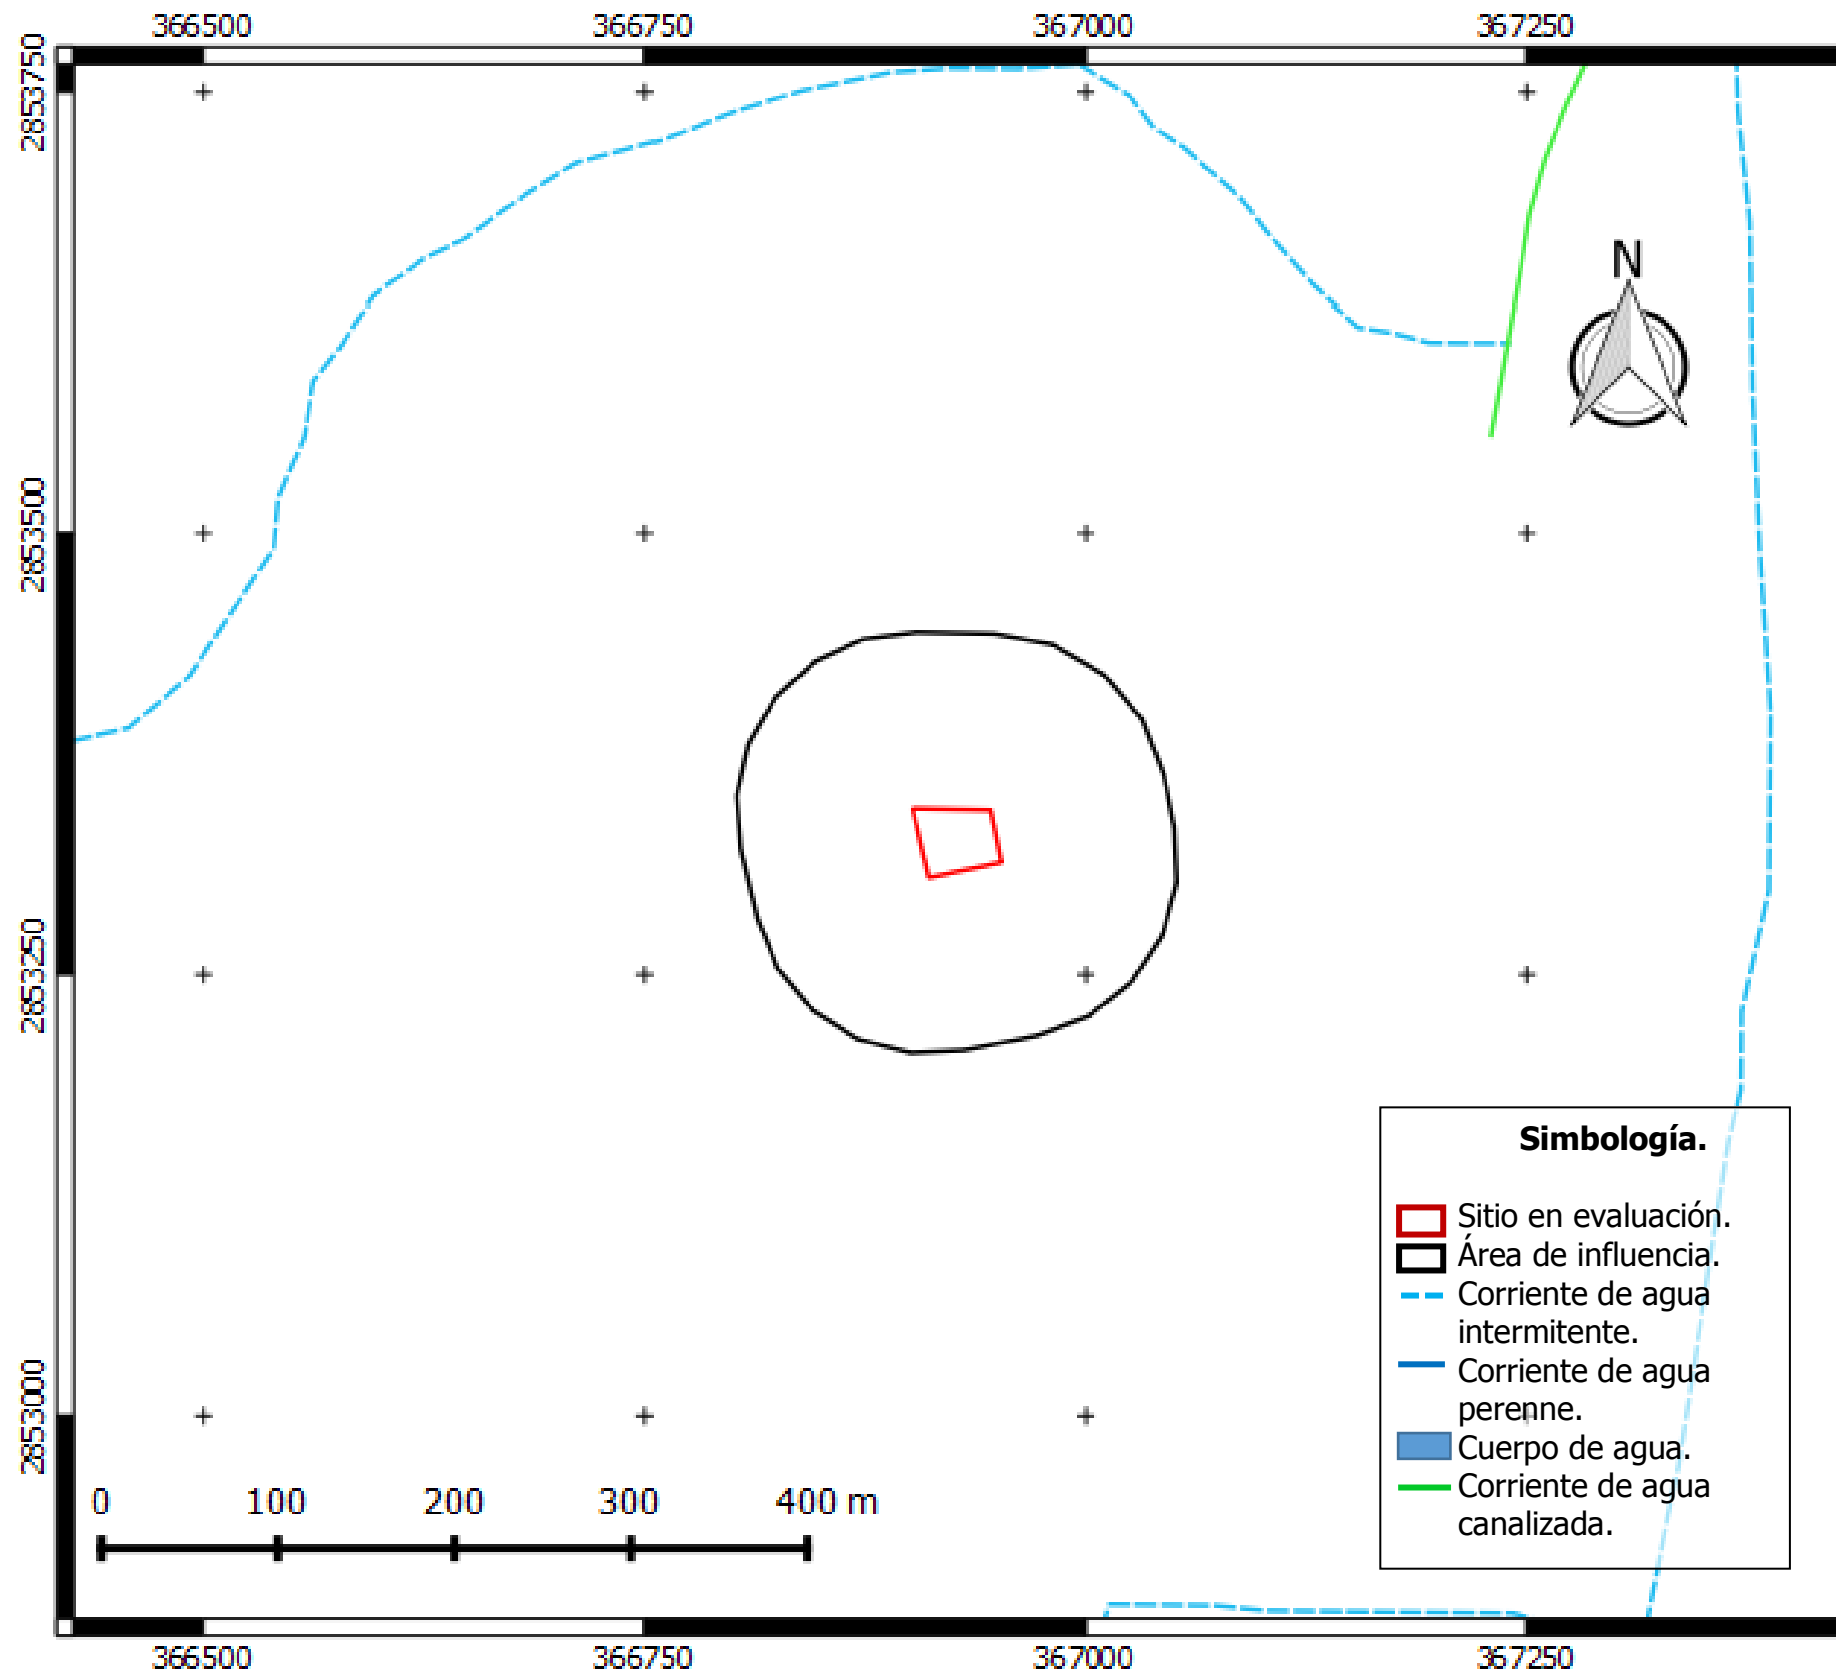 366500 366750 367000 367250
2853750
2853500
2853250
2853000
N
Simbología.
Sitio en evaluación.
Área de influencia.
Corriente de agua
intermitente.
Corriente de agua
perenne.
Cuerpo de agua.
Corriente de agua
canalizada.
0 100 200 300 400 m
366500 366750 367000 367250